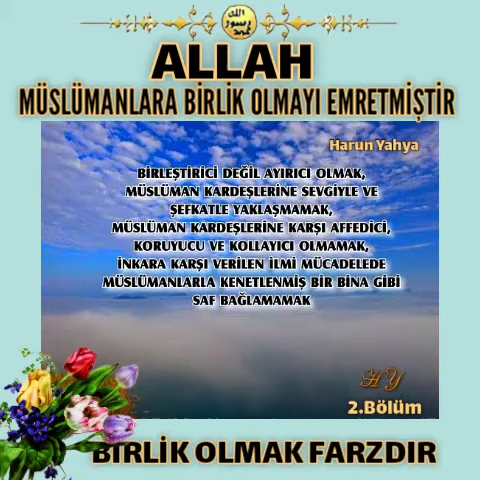 ALLAH
MÜSLÜMANLARA BİRLİK OLMAYI EMRETMİŞTİR
Harun Yahya
BİRLEŞTİRİCİ DEĞİL AYIRICI OLMAK,
MÜSLÜMAN KARDEŞLERİNE SEVGİYLE VE
ŞEFKATLE YAKLAŞMAMAK,
MÜSLÜMAN KARDEŞLERİNE KARŞI AFFEDİCİ,
KORUYUCU VE KOLLAYICI OLMAMAK,
İNKARA KARŞI VERİLEN İLMİ MÜCADELEDE
MÜSLÜMANLARLA KENETLENMİŞ BİR BİNA GİBİ
SAF BAĞLAMAMAK
HY
2.Bölüm
BİRLİK OLMAK FARZDIR